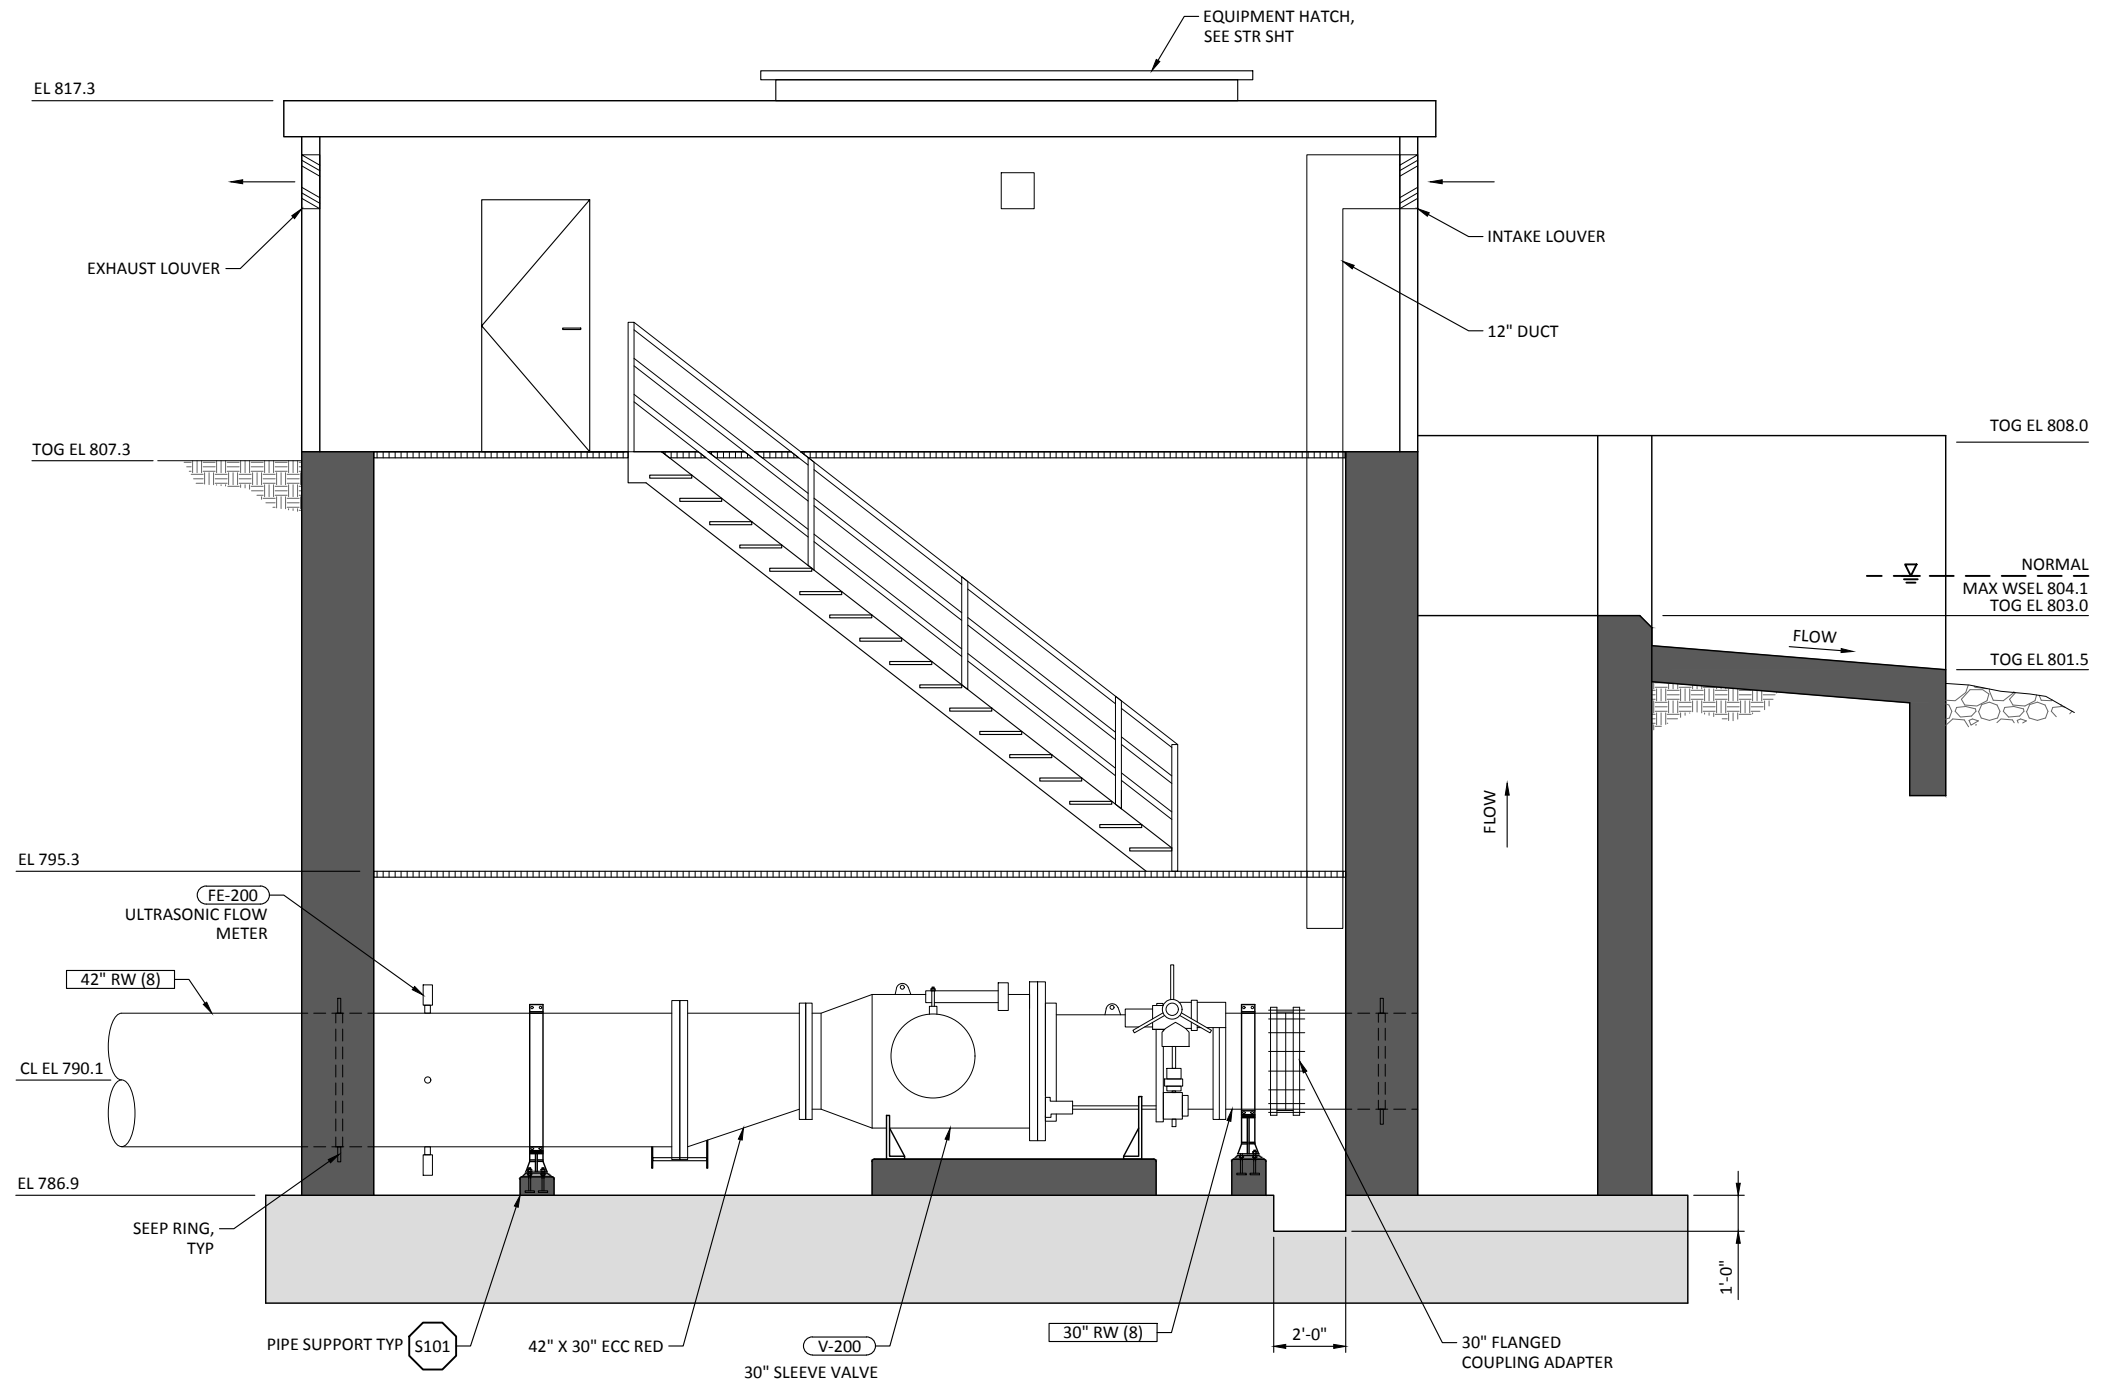 EQUIPMENT HATCH,
SEE STR SHT
EL 817.3
INTAKE LOUVER
EXHAUST LOUVER
12" DUCT
TOG EL 808.0
TOG EL 807.3
NORMAL
MAX WSEL 804.1
TOG EL 803.0
FLOW
TOG EL 801.5
FLOW
EL 795.3
FE-200
ULTRASONIC FLOW
METER
42" RW (8)
CL EL 790.1
EL 786.9
SEEP RING,
TYP
1'-0"
PIPE SUPPORT TYP
S101
42" X 30" ECC RED
V-200
30" SLEEVE VALVE
30" RW (8)
2'-0"
30" FLANGED
COUPLING ADAPTER